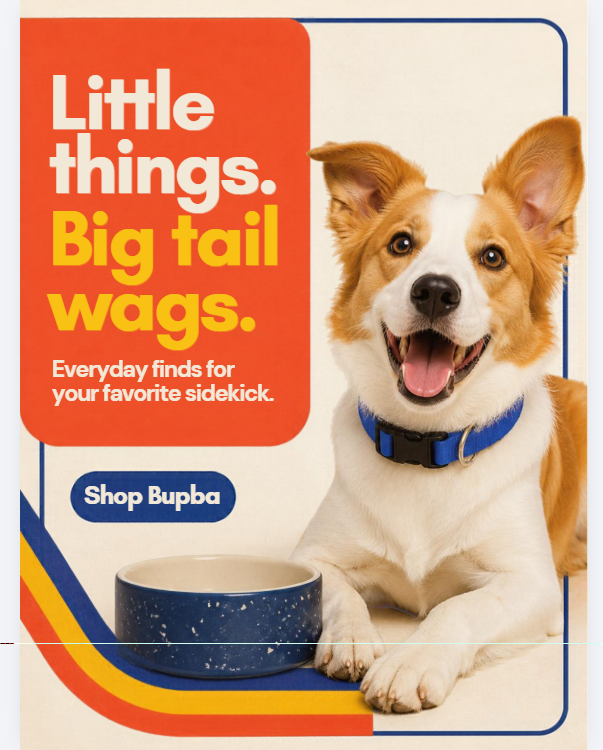 Little
things.
Big tail
wags.
Everyday finds for
your favorite sidekick.
Shop Bupba